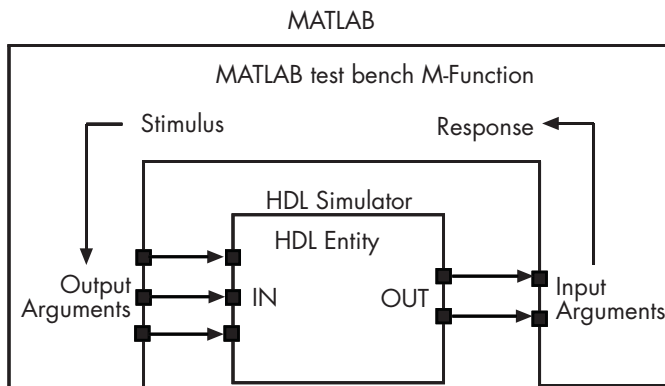 MATLAB
MATLAB test bench M-Function
Stimulus
Response
HDL Simulator
HDL Entity
Output
Arguments
IN
OUT
Input
Arguments